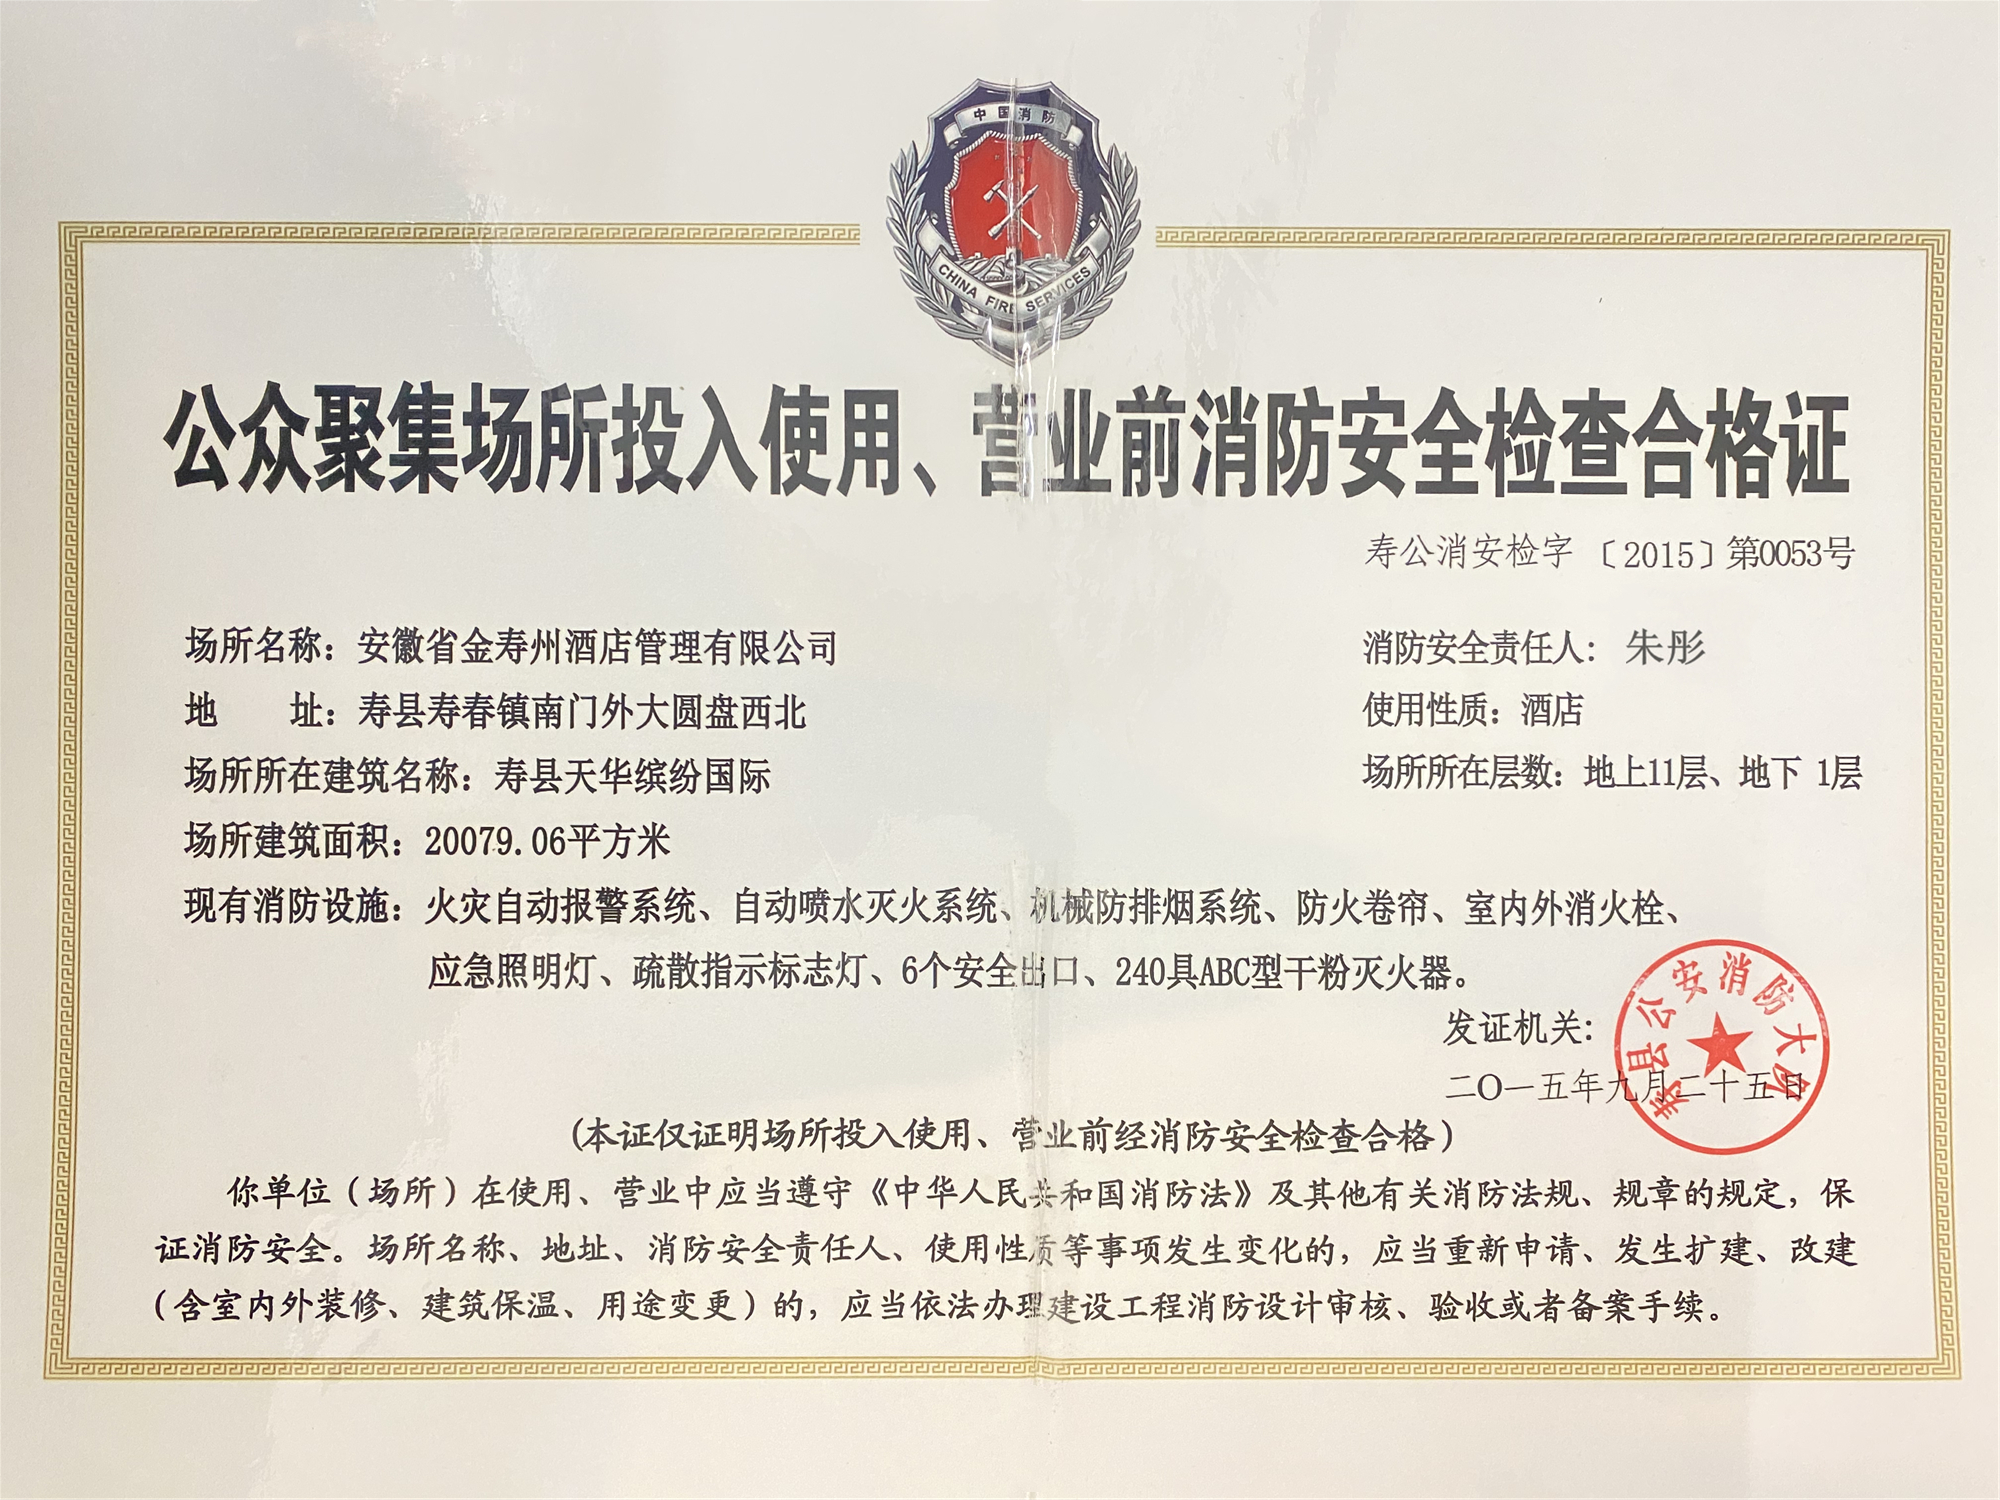 中国消防
CHINA FIRE SERVICES
公众聚集场所投入使用、营业前消防安全检查合格证
寿公消安检字〔2015〕第0053号
场所名称：安徽省金寿州酒店管理有限公司
消防安全责任人：朱彤
地 址：寿县寿春镇南门外大圆盘西北
使用性质：酒店
场所所在建筑名称：寿县天华缤纷国际
场所所在层数：地上11层、地下 1层
场所建筑面积：20079.06平方米
现有消防设施：火灾自动报警系统、自动喷水灭火系统、机械防排烟系统、防火卷帘、室内外消火栓、
应急照明灯、疏散指示标志灯、6个安全出口、240具ABC型干粉灭火器。
发证机关：
寿县公安消防大队
二〇一五年九月二十五日
（本证仅证明场所投入使用、营业前经消防安全检查合格）
你单位（场所）在使用、营业中应当遵守《中华人民共和国消防法》及其他有关消防法规、规章的规定，保
证消防安全。场所名称、地址、消防安全责任人、使用性质等事项发生变化的，应当重新申请、发生扩建、改建
（含室内外装修、建筑保温、用途变更）的，应当依法办理建设工程消防设计审核、验收或者备案手续。